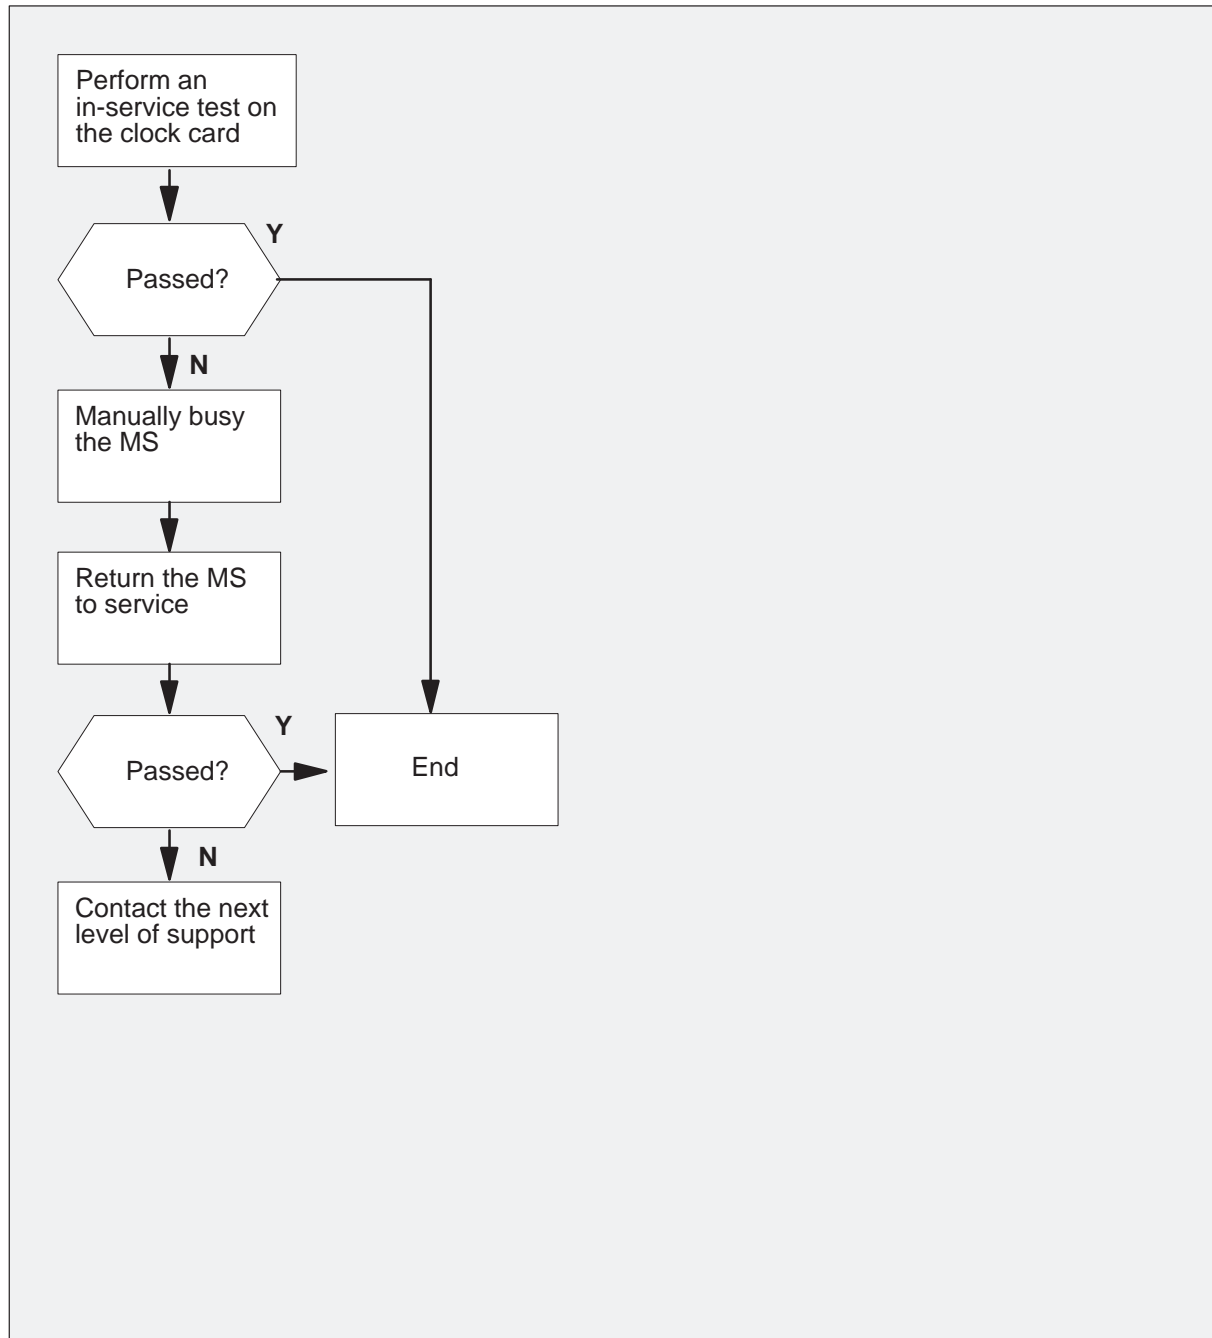 Perform an
in-service test on
the clock card
Y
Passed?
N
Manually busy
the MS
Return the MS
to service
Y
Passed?
End
N
Contact the next
level of support